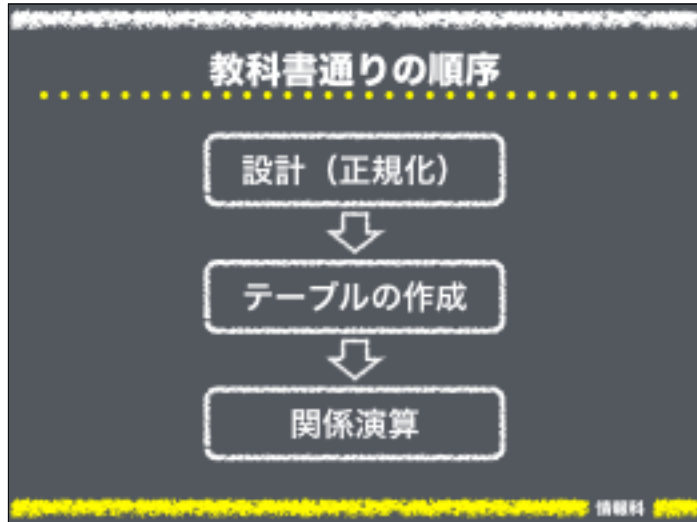 教科書通りの順序
設計（正規化）
テーブルの作成
関係演算
情報科